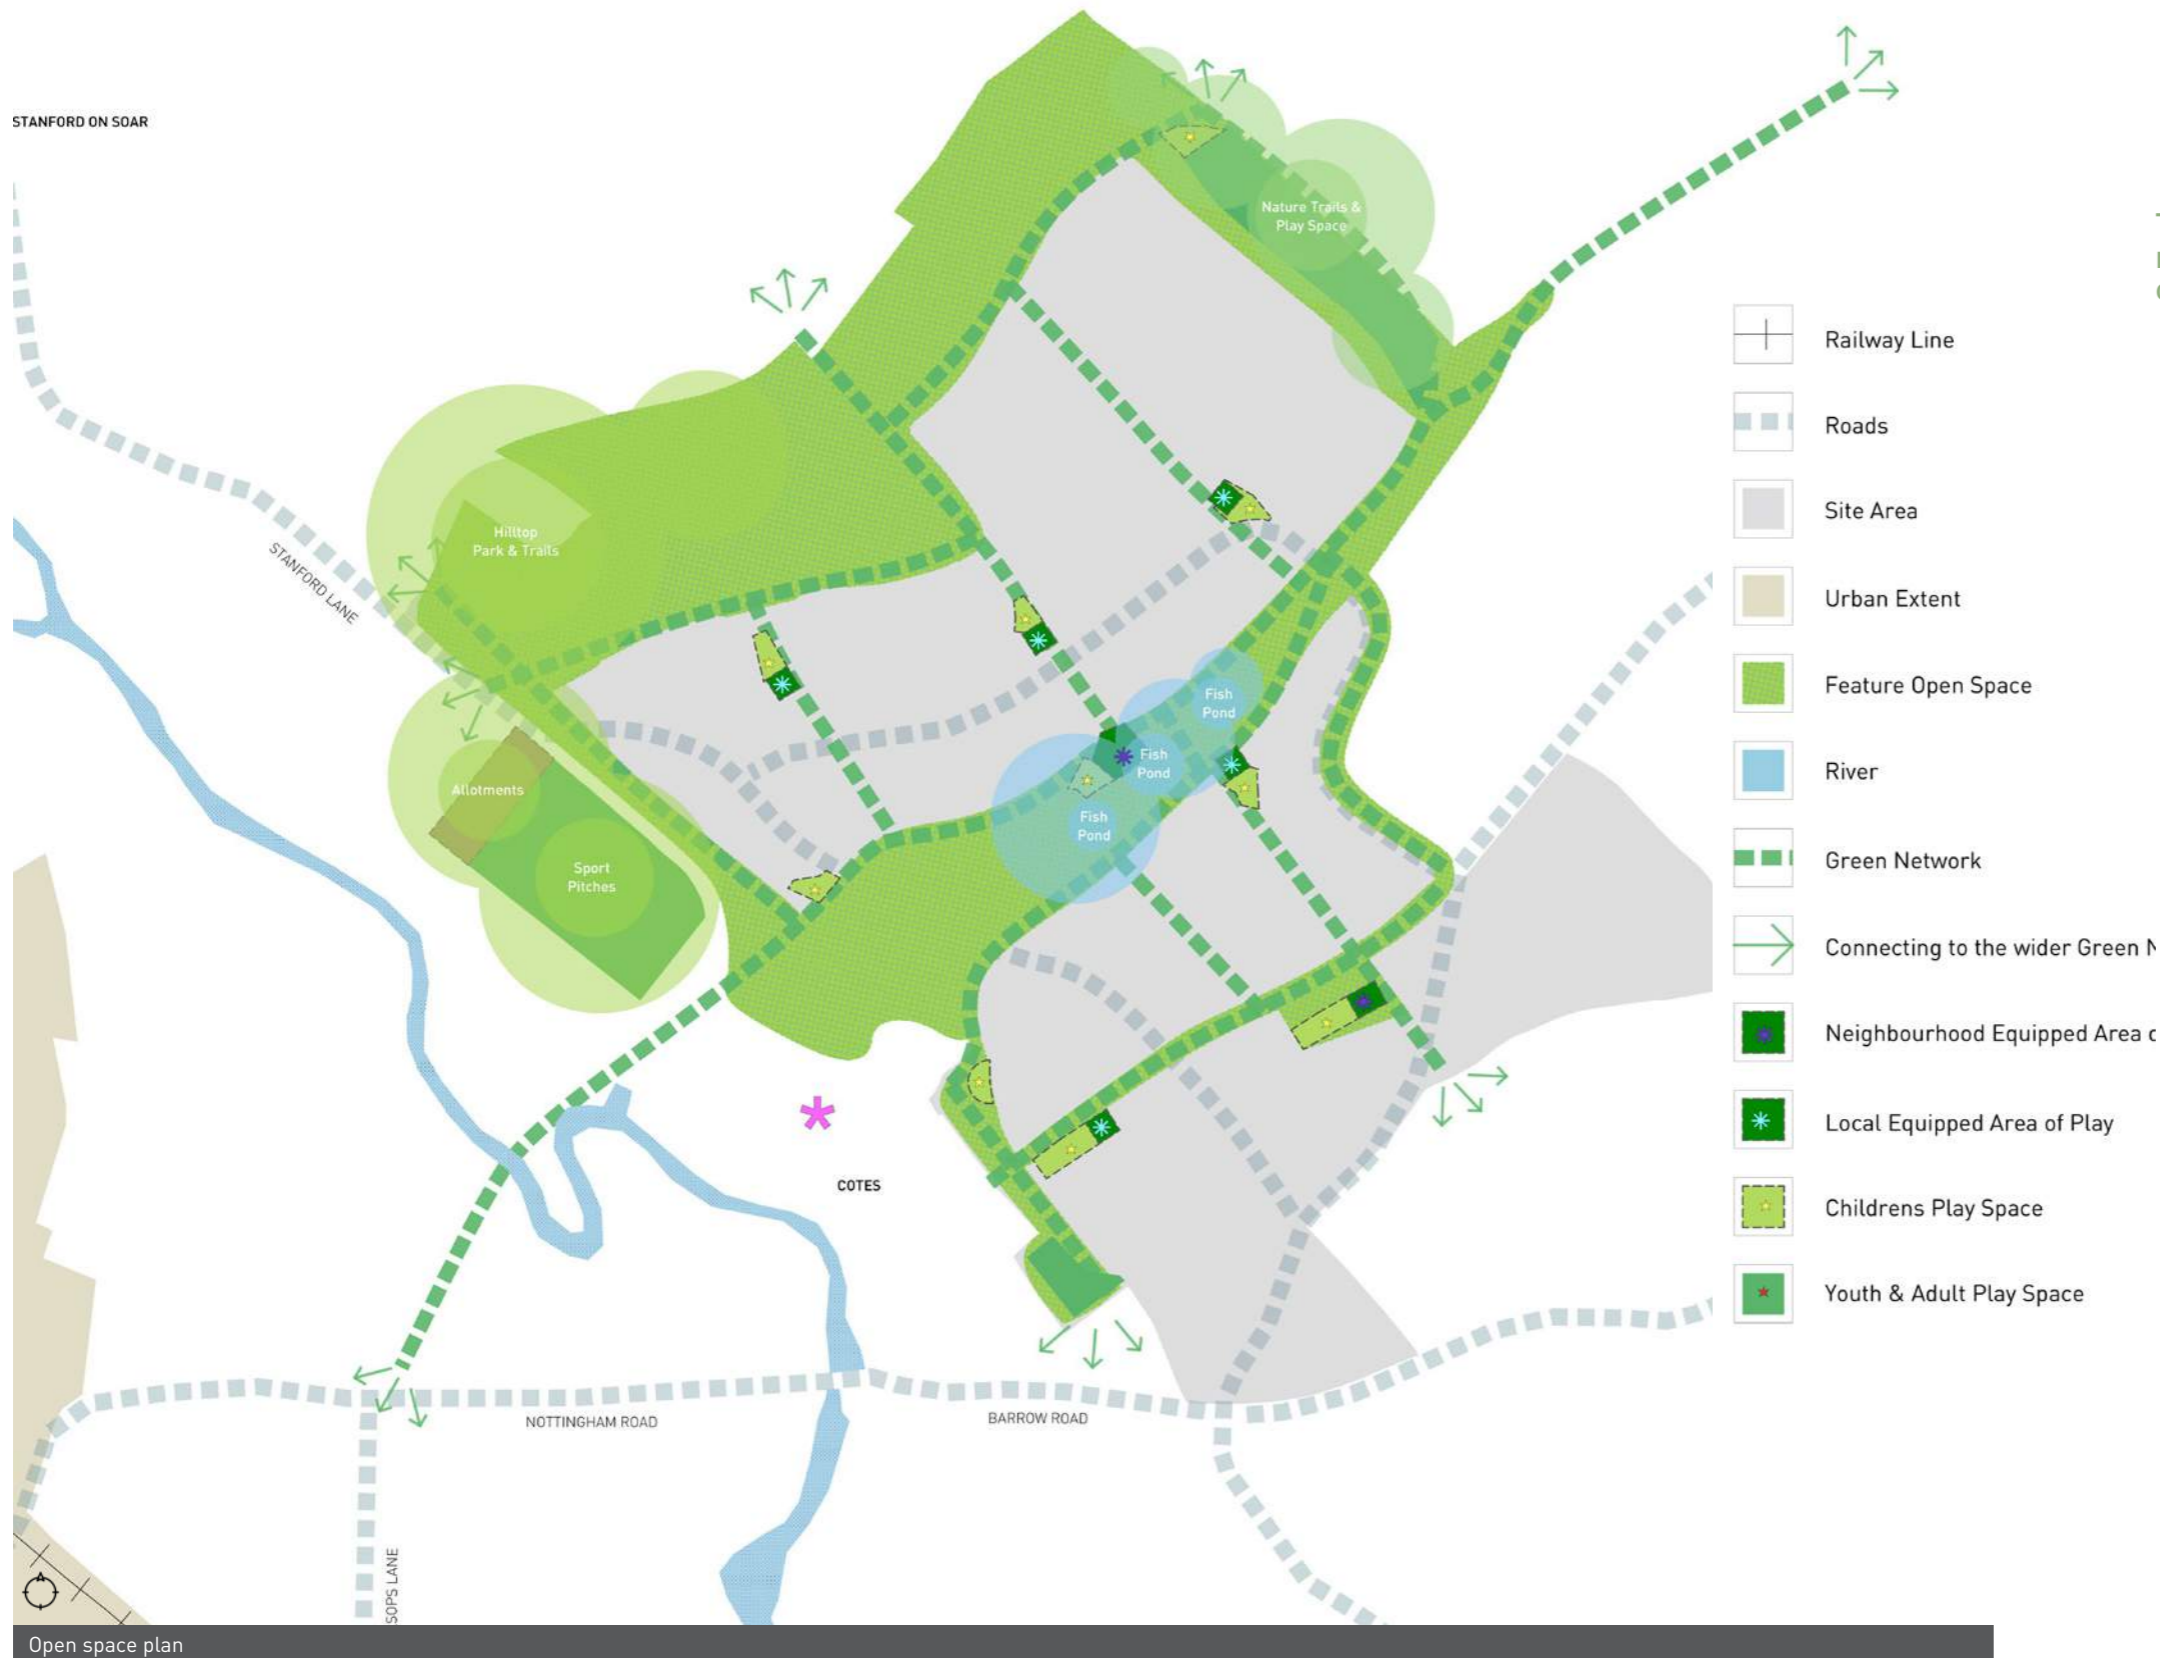 STANFORD ON SOAR
Nature Trails &
Play Space
Hilltop
Park & Trails
STANFORD LANE
Fish
Pond
Fish
Pond
Fish
Pond
Allotments
Sport
Pitches
COTES
NOTTINGHAM ROAD
BARROW ROAD
SOPS LANE
Railway Line
Roads
Site Area
Urban Extent
Feature Open Space
River
Green Network
Connecting to the wider Green
Neighbourhood Equipped Area
Local Equipped Area of Play
Childrens Play Space
Youth & Adult Play Space
Open space plan